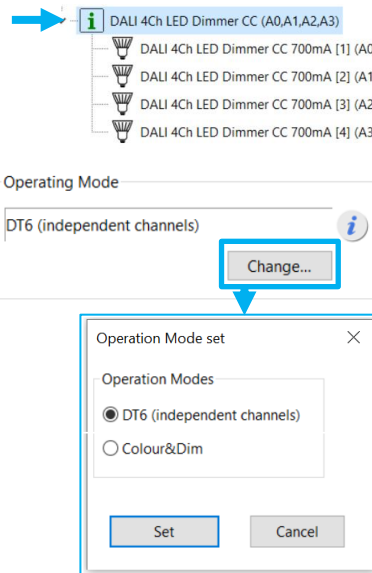 DALI 4Ch LED Dimmer CC (A0,A1,A2,A3)
DALI 4Ch LED Dimmer CC 700mA [1] (A0
DALI 4Ch LED Dimmer CC 700mA [2] (A1
DALI 4Ch LED Dimmer CC 700mA [3] (A2
DALI 4Ch LED Dimmer CC 700mA [4] (A3
Operating Mode
DT6 (independent channels)
Change...
Operation Mode set
Operation Modes
DT6 (independent channels)
Colour&Dim
Set Cancel